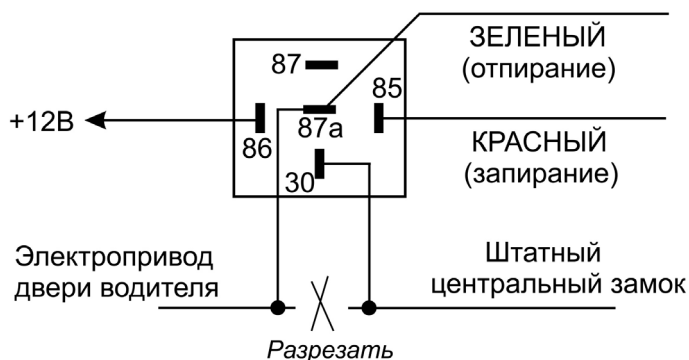 ЗЕЛЕНЫЙ
(отпирание)
87
85
+12В
87а
86
КРАСНЫЙ
(запирание)
30
Электропривод
двери водителя
Штатный
центральный замок
Разрезать